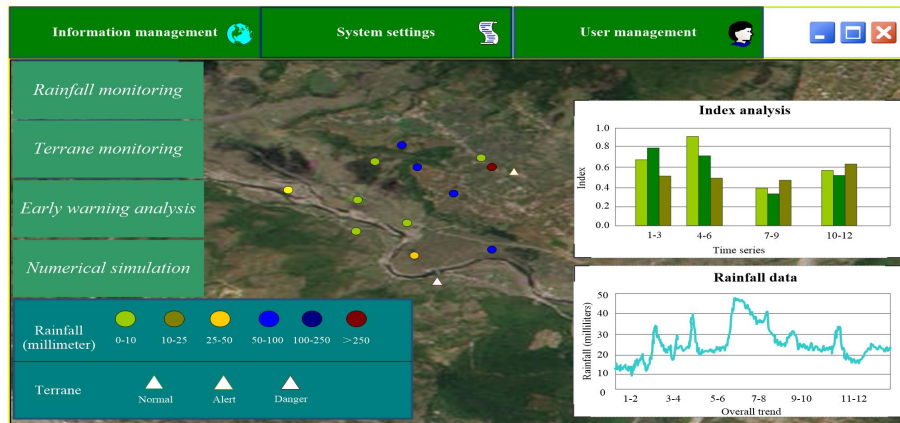 Information management
System settings
User management
Rainfall monitoring
Terrane monitoring
Early warning analysis
Numerical simulation
Rainfall
(millimeter)
0-10 10-25 25-50 50-100 100-250 >250
Terrane
Normal Alert Danger
Index analysis
Index
1.0
0.8
0.6
0.4
0.2
0.0
1-3 4-6 7-9 10-12
Time series
Rainfall data
Rainfall (milliliters)
50
40
30
20
10
0
1-2 3-4 5-6 7-8 9-10 11-12
Overall trend